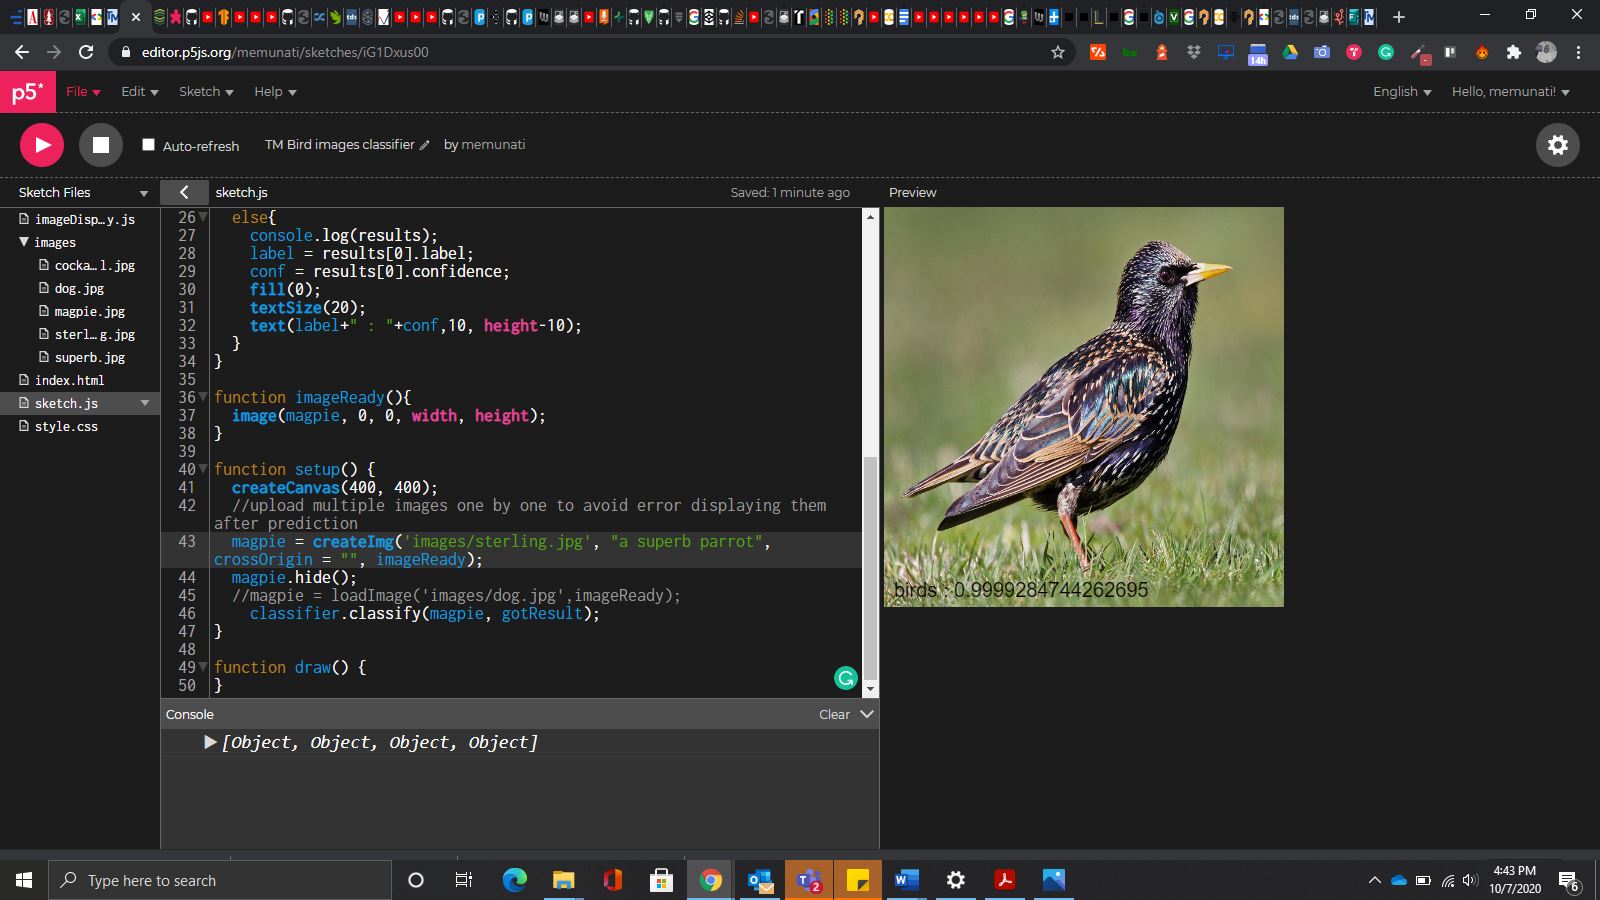 editor.p5js.org/memunati/sketches/iG1Dxus00
14h
p5*
File
Edit
Sketch
Help
English
Hello, memunati!
Auto-refresh
TM Bird images classifier
by memunati
Sketch Files
sketch.js
Saved: 1 minute ago
Preview
imageDisp…y.js
images
cocka…l.jpg
dog.jpg
magpie.jpg
sterl…g.jpg
superb.jpg
index.html
sketch.js
style.css
26 else{
27 console.log(results);
28 label = results[0].label;
29 conf = results[0].confidence;
30 fill(0);
31 textSize(20);
32 text(label+" : "+conf,10, height-10);
33 }
34 }
35
36 function imageReady(){
37 image(magpie, 0, 0, width, height);
38 }
39
40 function setup() {
41 createCanvas(400, 400);
42 //upload multiple images one by one to avoid error displaying them
after prediction
43 magpie = createImg('images/sterling.jpg', "a superb parrot",
crossOrigin = "", imageReady);
44 magpie.hide();
45 //magpie = loadImage('images/dog.jpg',imageReady);
46 classifier.classify(magpie, gotResult);
47 }
48
49 function draw() {
50 }
birds : 0.9999284744262695
Console
Clear
[Object, Object, Object, Object]
Type here to search
2
4:43 PM
10/7/2020
6